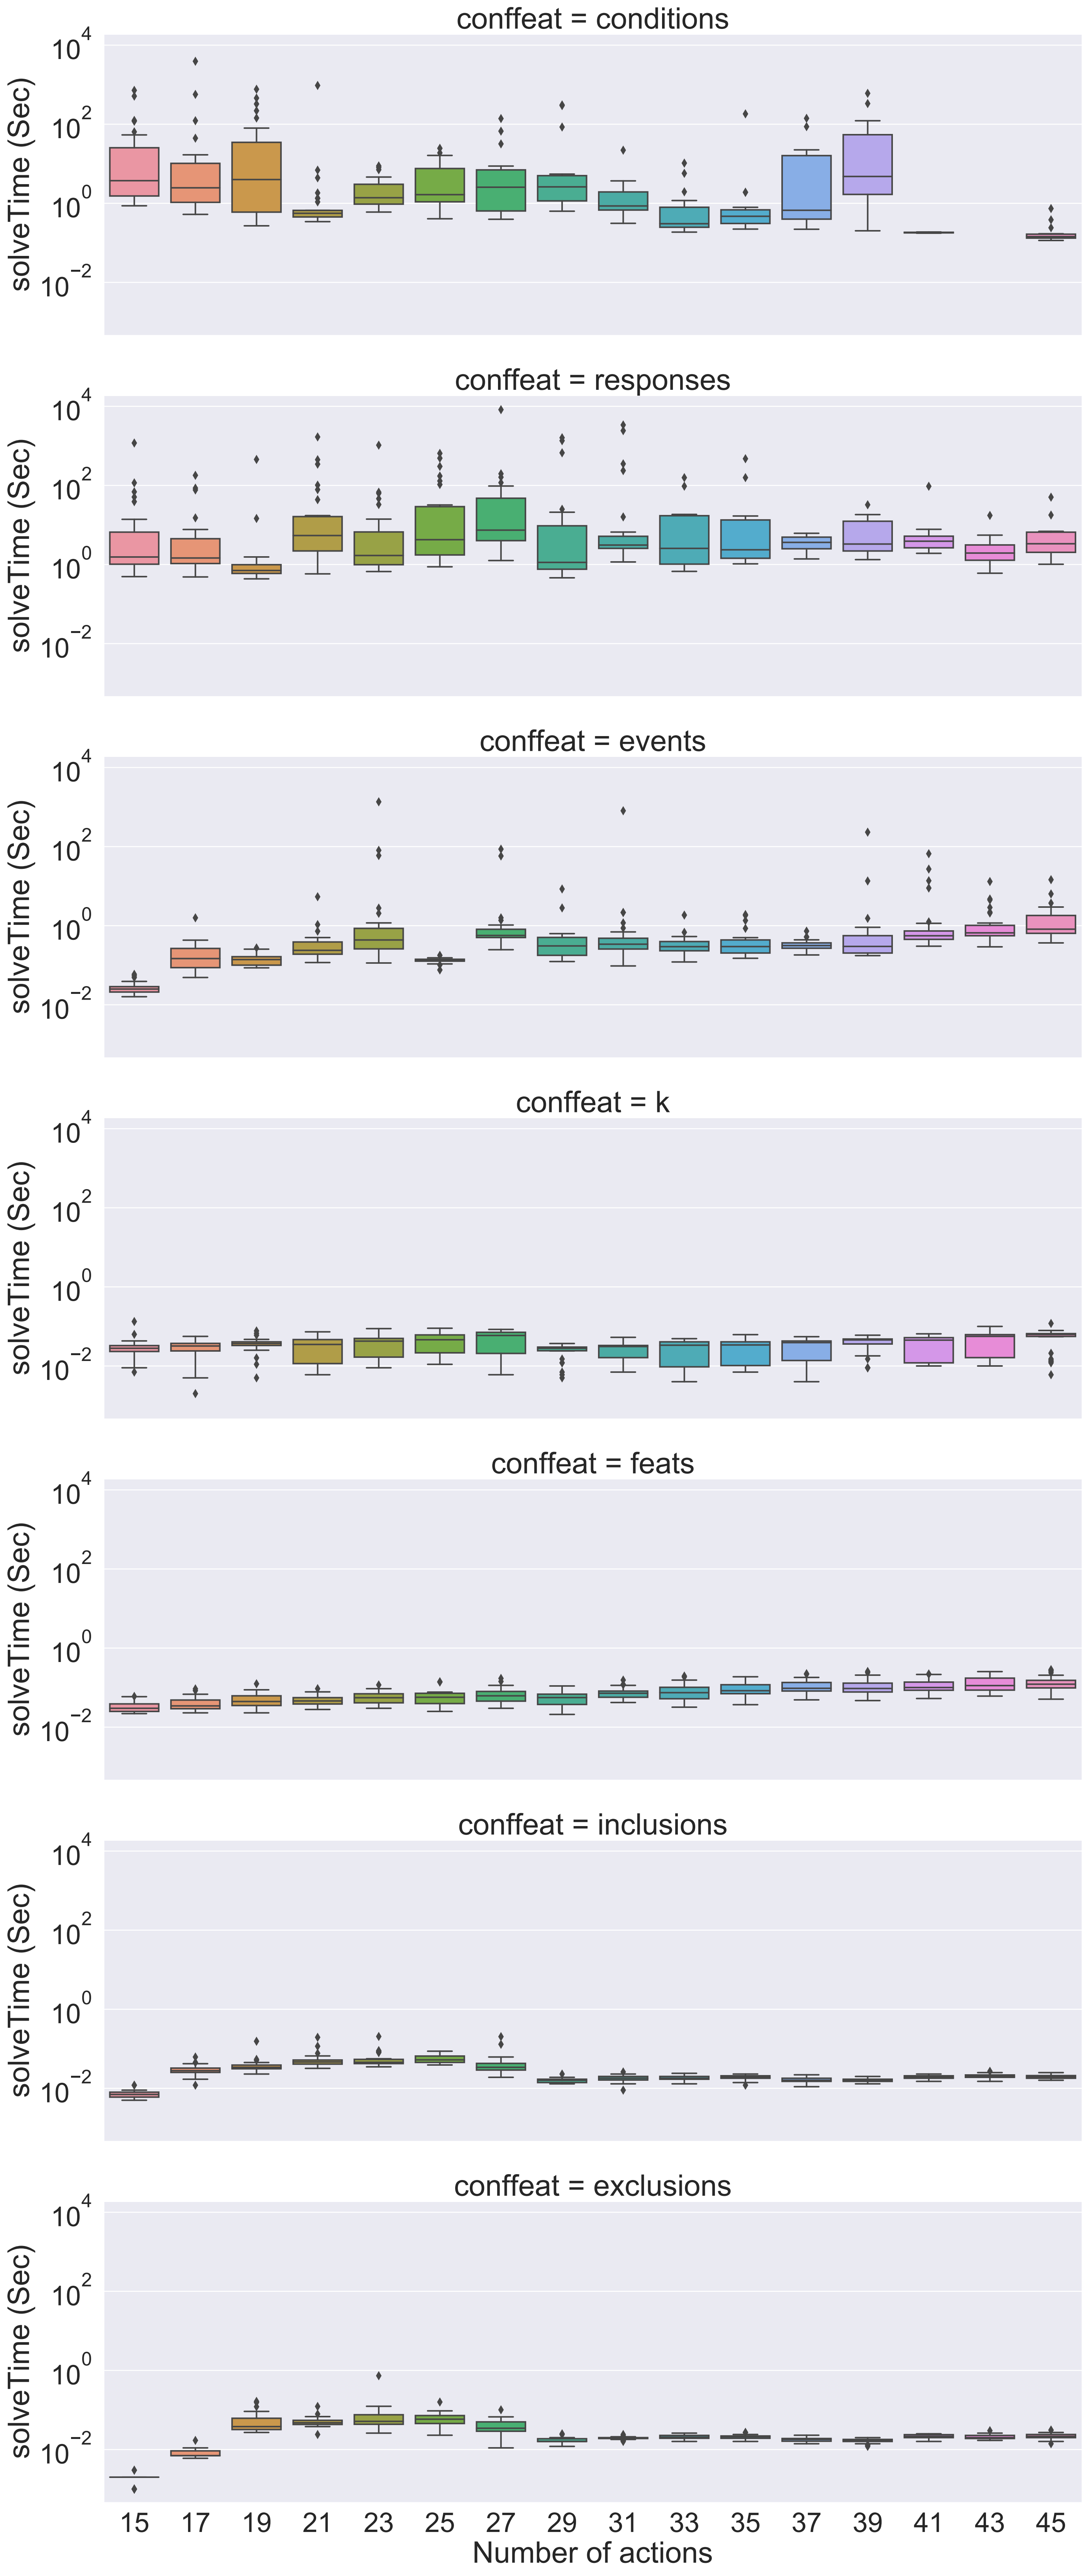 conffeat = conditions
solveTime (Sec)
10^4
10^2
10^0
10^−2
conffeat = responses
solveTime (Sec)
10^4
10^2
10^0
10^−2
conffeat = events
solveTime (Sec)
10^4
10^2
10^0
10^−2
conffeat = k
solveTime (Sec)
10^4
10^2
10^0
10^−2
conffeat = feats
solveTime (Sec)
10^4
10^2
10^0
10^−2
conffeat = inclusions
solveTime (Sec)
10^4
10^2
10^0
10^−2
conffeat = exclusions
solveTime (Sec)
10^4
10^2
10^0
10^−2
15 17 19 21 23 25 27 29 31 33 35 37 39 41 43 45
Number of actions